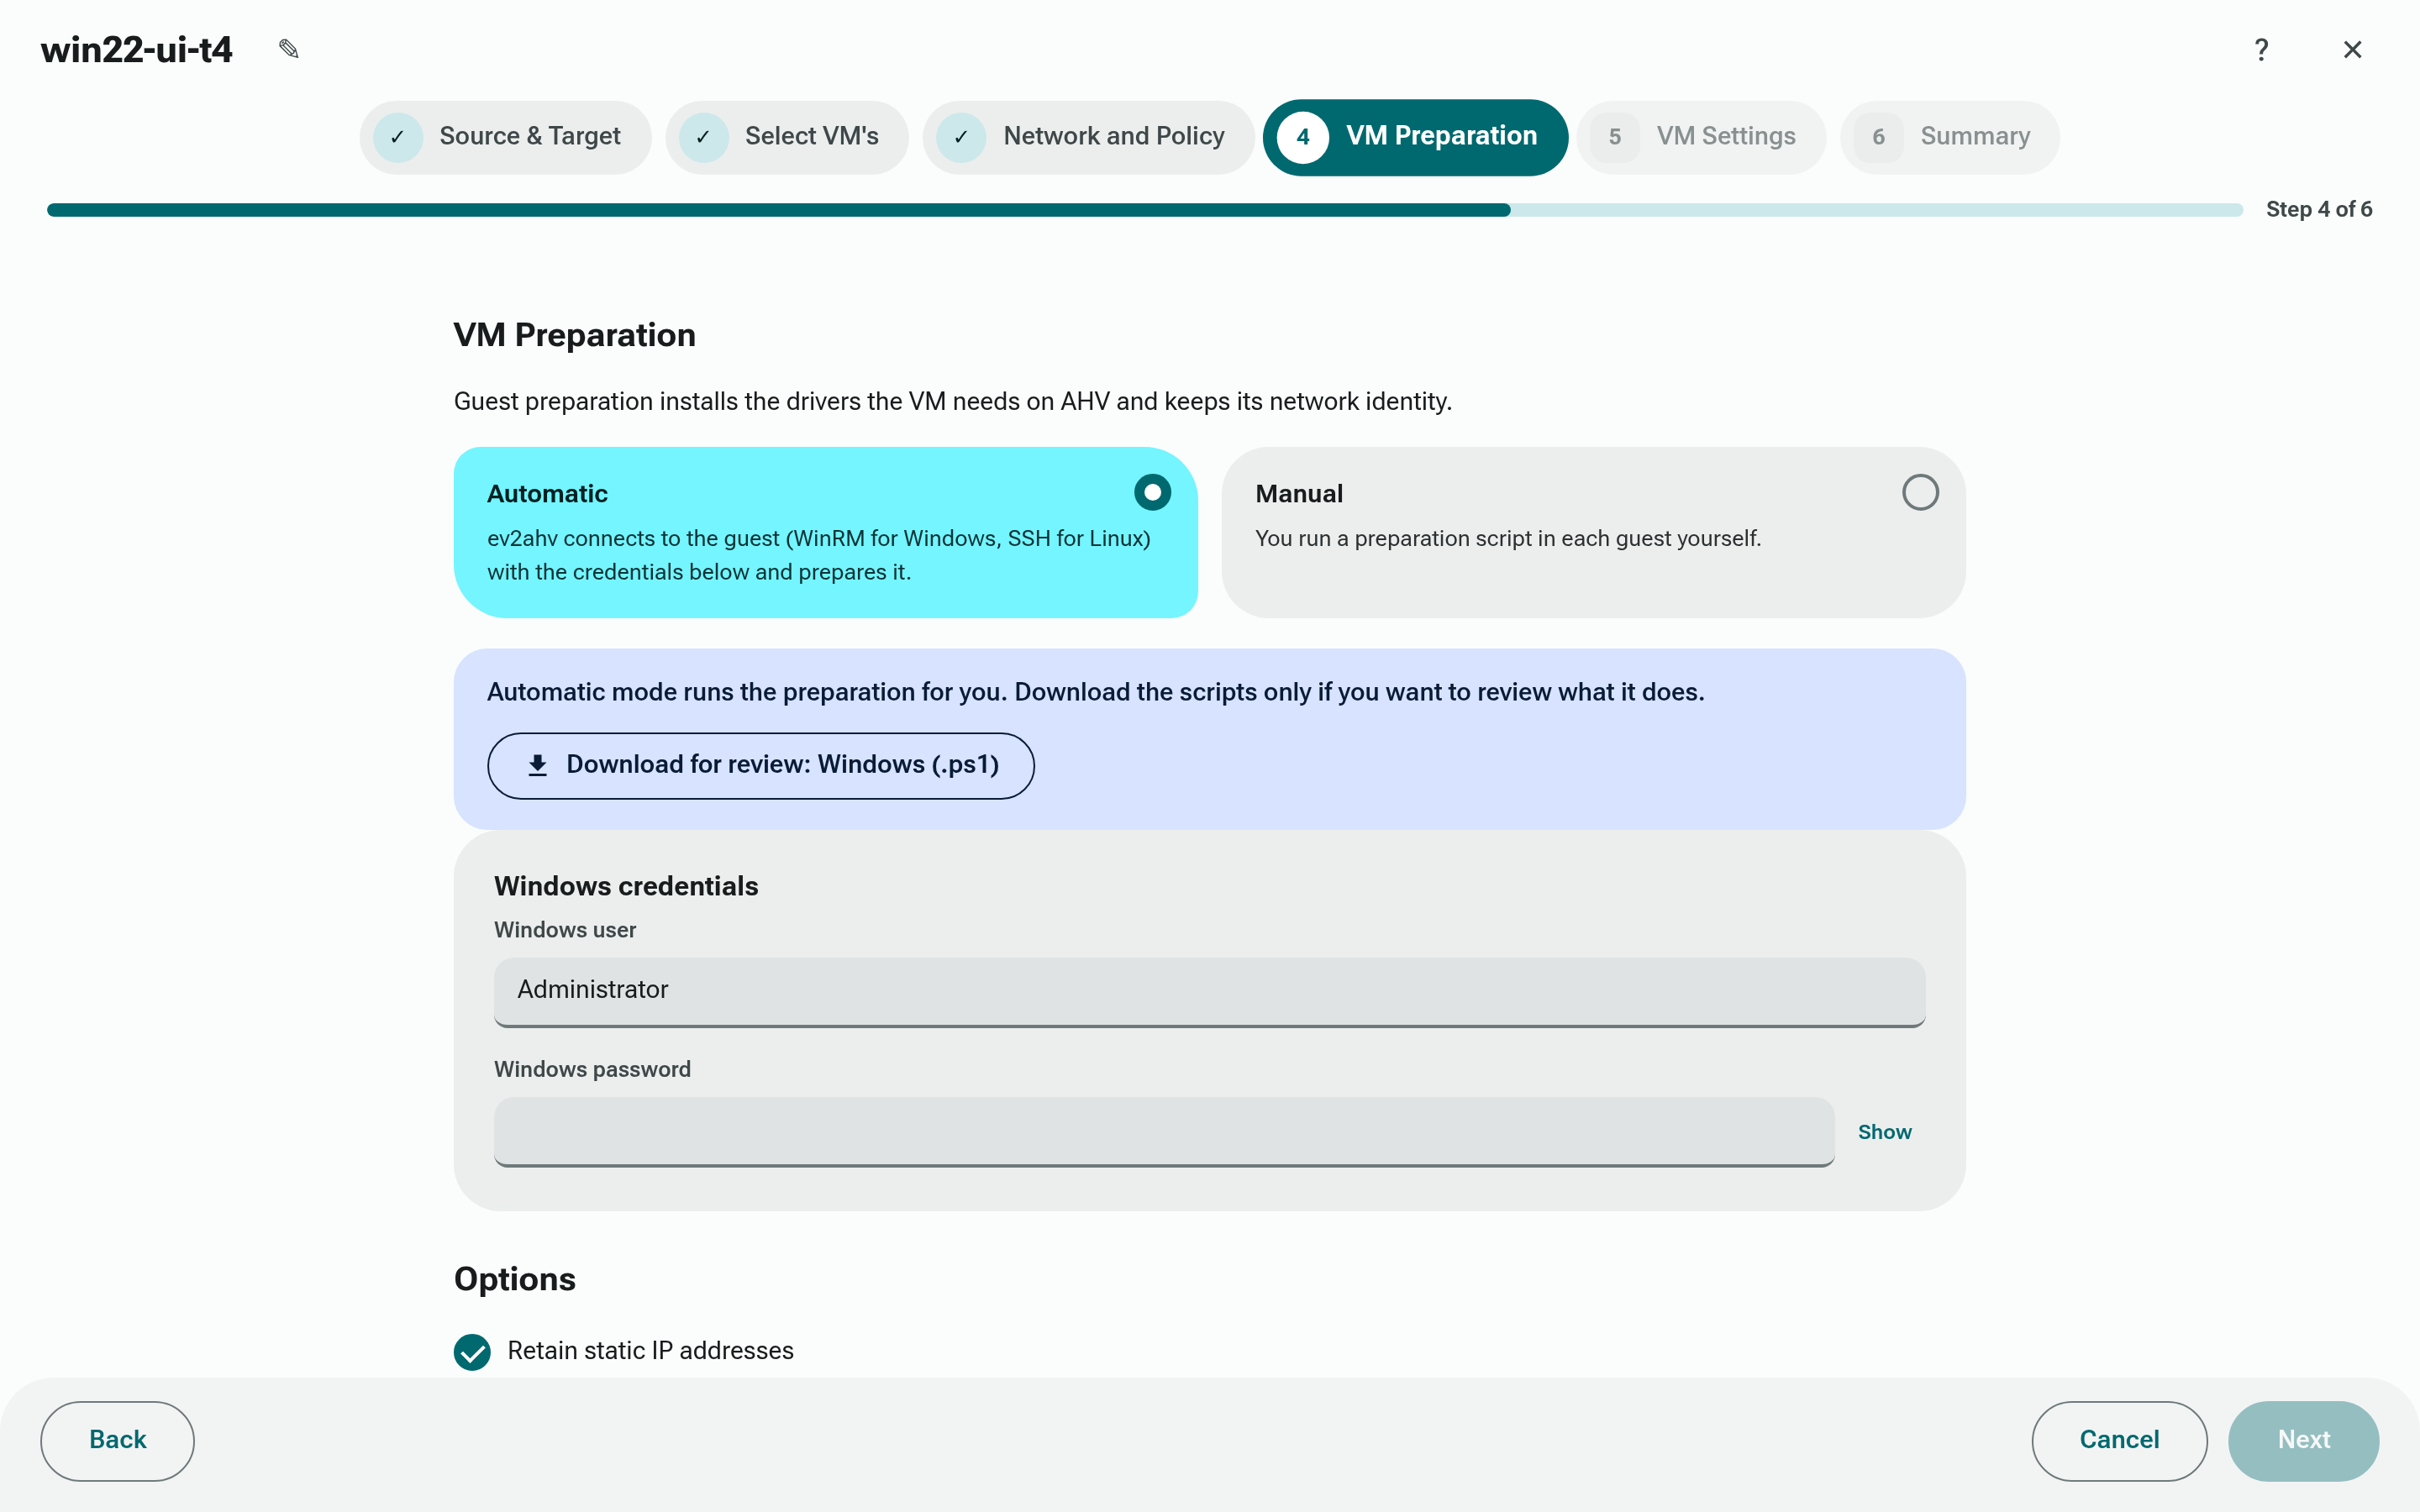 win22-ui-t4 ✎ ? ✕
✓ Source & Target ✓ Select VM's ✓ Network and Policy 4 VM Preparation 5 VM Settings 6 Summary
Step 4 of 6
VM Preparation
Guest preparation installs the drivers the VM needs on AHV and keeps its network identity.
Automatic
ev2ahv connects to the guest (WinRM for Windows, SSH for Linux)
with the credentials below and prepares it.
Manual
You run a preparation script in each guest yourself.
Automatic mode runs the preparation for you. Download the scripts only if you want to review what it does.
Download for review: Windows (.ps1)
Windows credentials
Windows user
Administrator
Windows password
Show
Options
Retain static IP addresses
Back Cancel Next